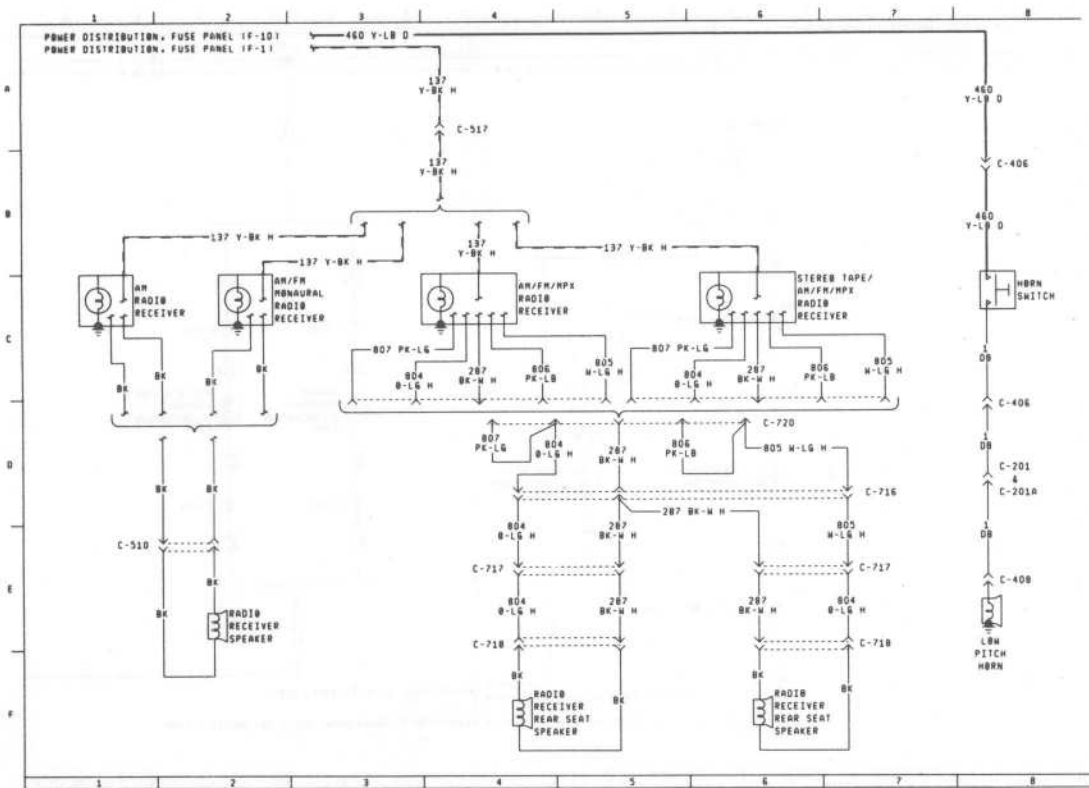 1 2 3 4 5 6 7 8
POWER DISTRIBUTION, FUSE PANEL (F-10)
460 Y-LB D
POWER DISTRIBUTION, FUSE PANEL (F-1)
A
137
Y-BK H
460
Y-LB D
C-517
C-406
137
Y-BK H
B
460
Y-LB D
137 Y-BK H
137
Y-BK H
137 Y-BK H
137 Y-BK H
AM
RADIO
RECEIVER
AM/FM
MONAURAL
RADIO
RECEIVER
AM/FM/MPX
RADIO
RECEIVER
STEREO TAPE/
AM/FM/MPX
RADIO
RECEIVER
HORN
SWITCH
C
807 PK-LG
804
O-LG H
287
BK-W H
806
PK-LB
805
W-LG H
807 PK-LG
804
O-LG H
287
BK-W H
806
PK-LB
805
W-LG H
1
DB
BK
BK
BK
BK
C-406
C-720
D
807
PK-LG
804
O-LG H
287
BK-W H
806
PK-LB
805 W-LG H
1
DB
C-201
&
C-201A
BK
BK
C-716
287 BK-W H
804
O-LG H
287
BK-W H
805
W-LG H
1
DB
C-510
C-717
C-717
C-408
E
BK
BK
RADIO
RECEIVER
SPEAKER
804
O-LG H
287
BK-W H
287
BK-W H
804
O-LG H
C-718
C-718
LOW
PITCH
HORN
F
BK
RADIO
RECEIVER
REAR SEAT
SPEAKER
BK
BK
RADIO
RECEIVER
REAR SEAT
SPEAKER
BK
1 2 3 4 5 6 7 8